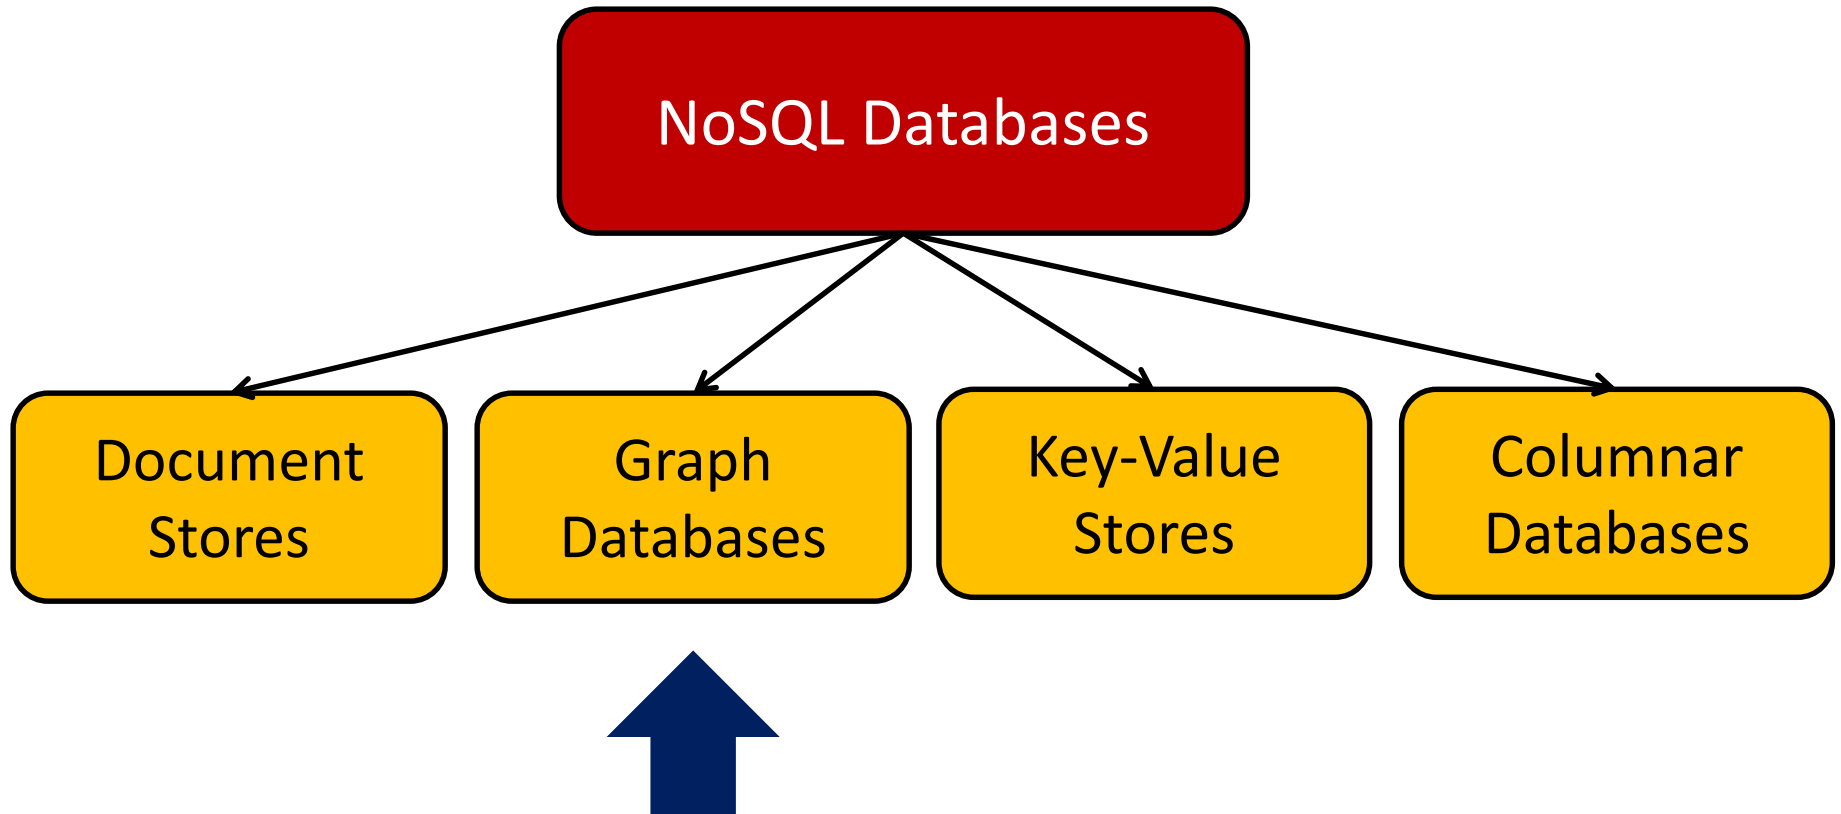 NoSQL Databases
Document
Stores
Graph
Databases
Key-Value
Stores
Columnar
Databases